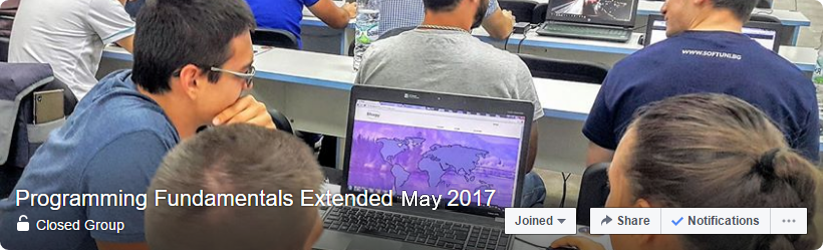 WWW.SOFTUNI.BG
Programming Fundamentals Extended May 2017
Closed Group
Joined
Share
Notifications
...